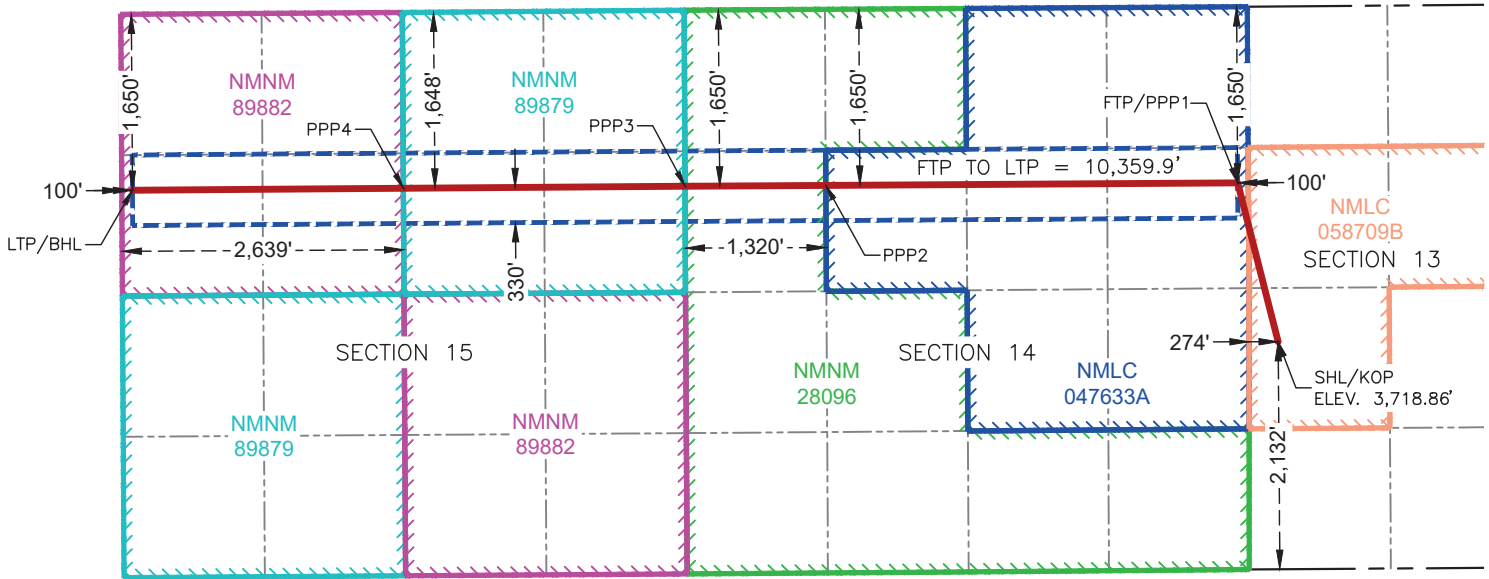 1,650'
NMNM
89882
1,648'
NMNM
89879
1,650'
1,650'
1,650'
FTP/PPP1
PPP4
PPP3
FTP TO LTP = 10,359.9'
100'
100'
LTP/BHL
2,639'
330'
1,320'
PPP2
NMLC
058709B
SECTION 13
SECTION 15
SECTION 14
274'
NMNM
28096
NMLC
047633A
SHL/KOP
ELEV. 3,718.86'
NMNM
89879
NMNM
89882
2,132'